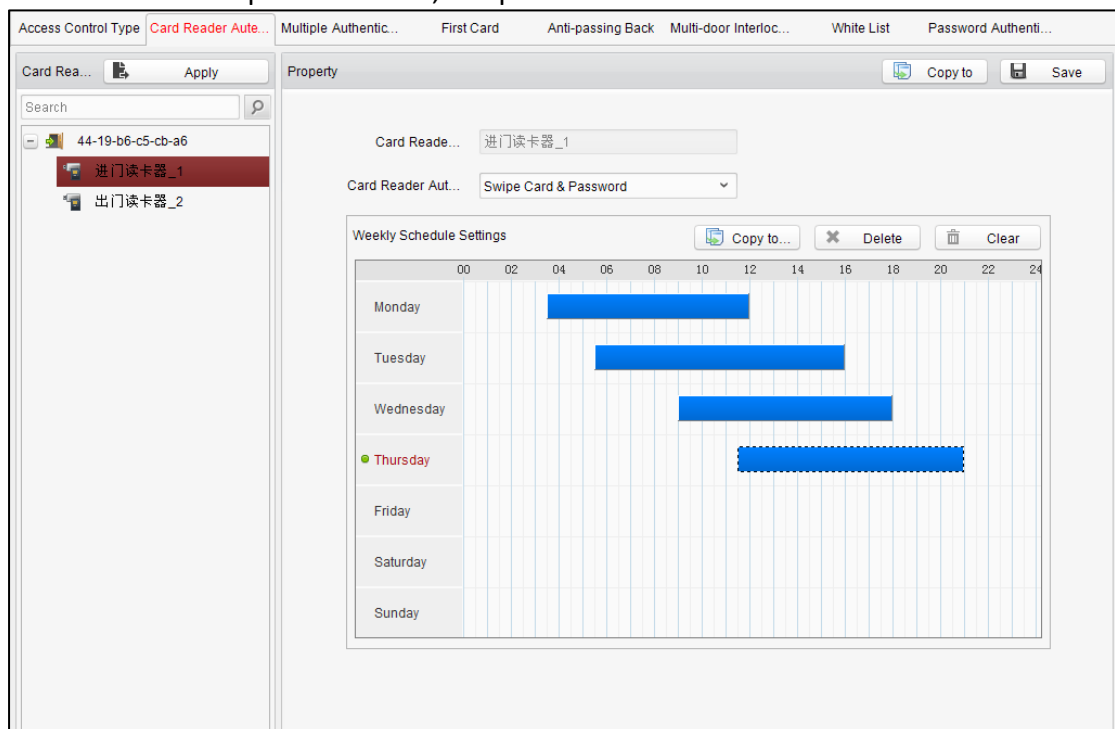 Access Control Type Card Reader Aute... Multiple Authentic... First Card Anti-passing Back Multi-door Interloc... White List Password Authenti...
Card Rea... Apply
Search
44-19-b6-c5-cb-a6
进门读卡器_1
出门读卡器_2
Property Copy to Save
Card Reade... 进门读卡器_1
Card Reader Aut... Swipe Card & Password
Weekly Schedule Settings Copy to... Delete Clear
00 02 04 06 08 10 12 14 16 18 20 22 24
Monday
Tuesday
Wednesday
Thursday
Friday
Saturday
Sunday